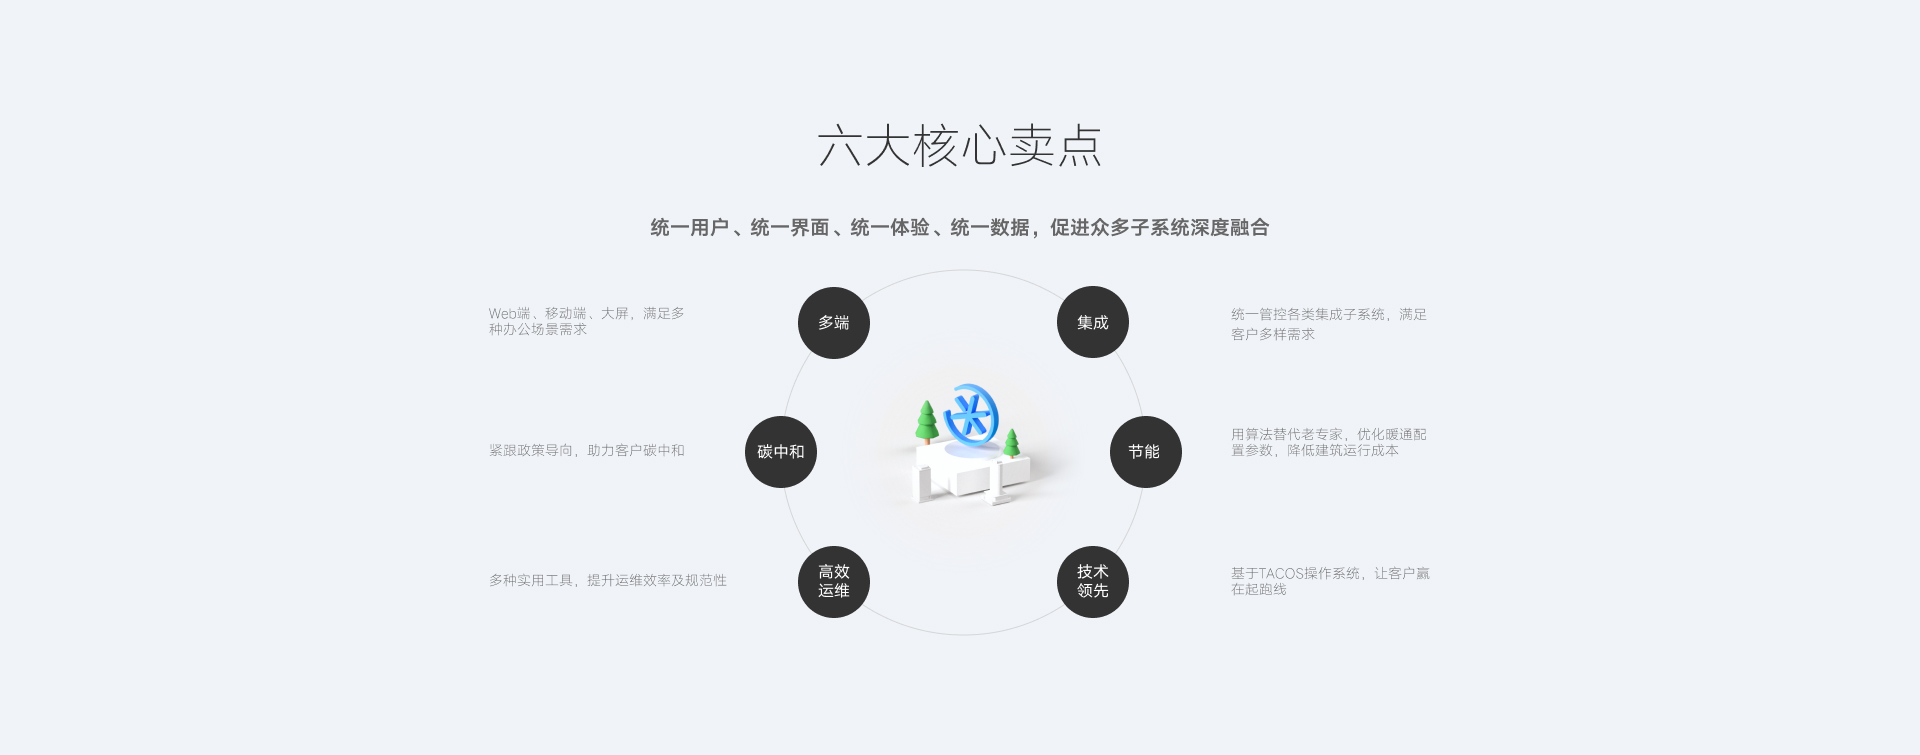 六大核心卖点
统一用户、统一界面、统一体验、统一数据，促进众多子系统深度融合
Web端、移动端、大屏，满足多
种办公场景需求
多端
集成
统一管控各类集成子系统，满足
客户多样需求
紧跟政策导向，助力客户碳中和
碳中和
节能
用算法替代老专家，优化暖通配
置参数，降低建筑运行成本
多种实用工具，提升运维效率及规范性
高效
运维
技术
领先
基于TACOS操作系统，让客户赢
在起跑线